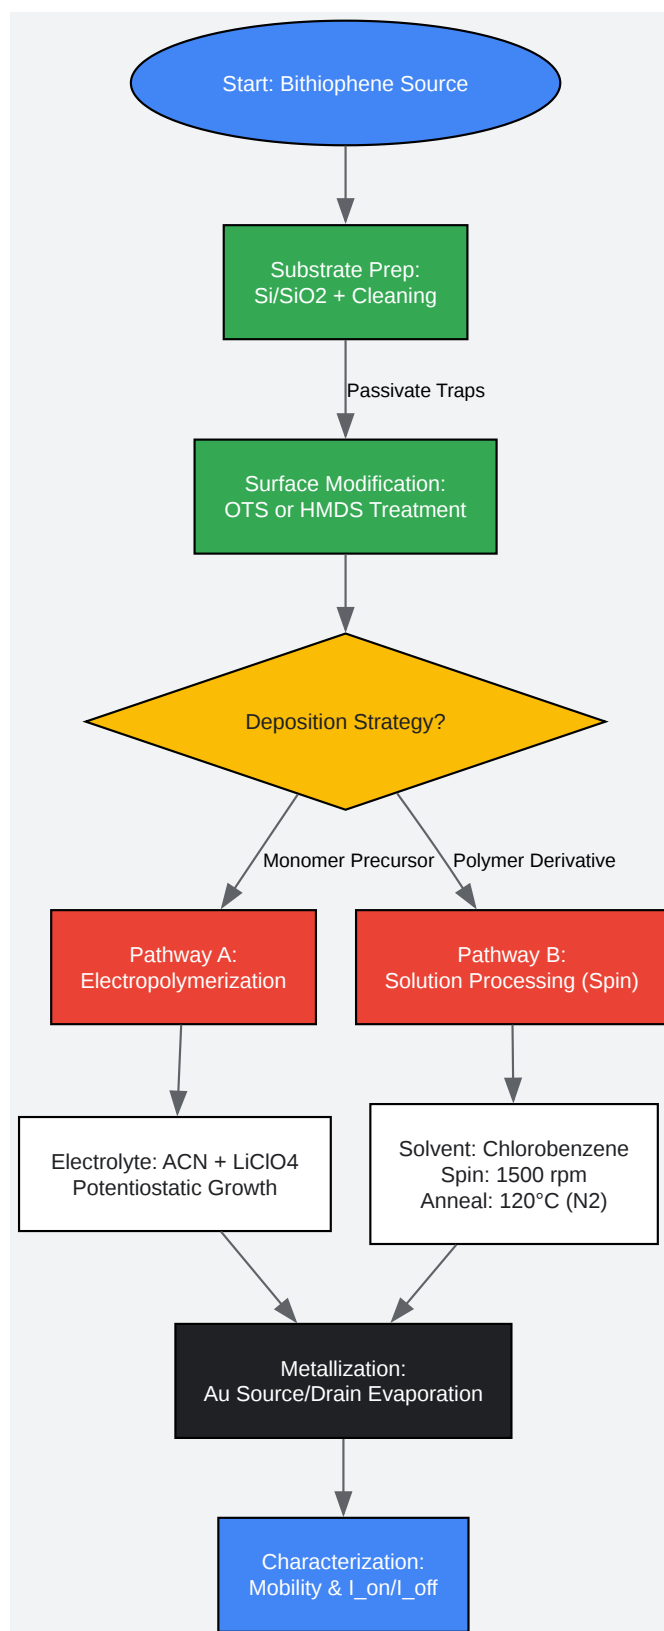 Start: Bithiophene Source
Substrate Prep:
Si/SiO2 + Cleaning
Passivate Traps
Surface Modification:
OTS or HMDS Treatment
Deposition Strategy?
Monomer Precursor
Polymer Derivative
Pathway A:
Electropolymerization
Pathway B:
Solution Processing (Spin)
Electrolyte: ACN + LiClO4
Potentiostatic Growth
Solvent: Chlorobenzene
Spin: 1500 rpm
Anneal: 120°C (N2)
Metallization:
Au Source/Drain Evaporation
Characterization:
Mobility & I_on/I_off